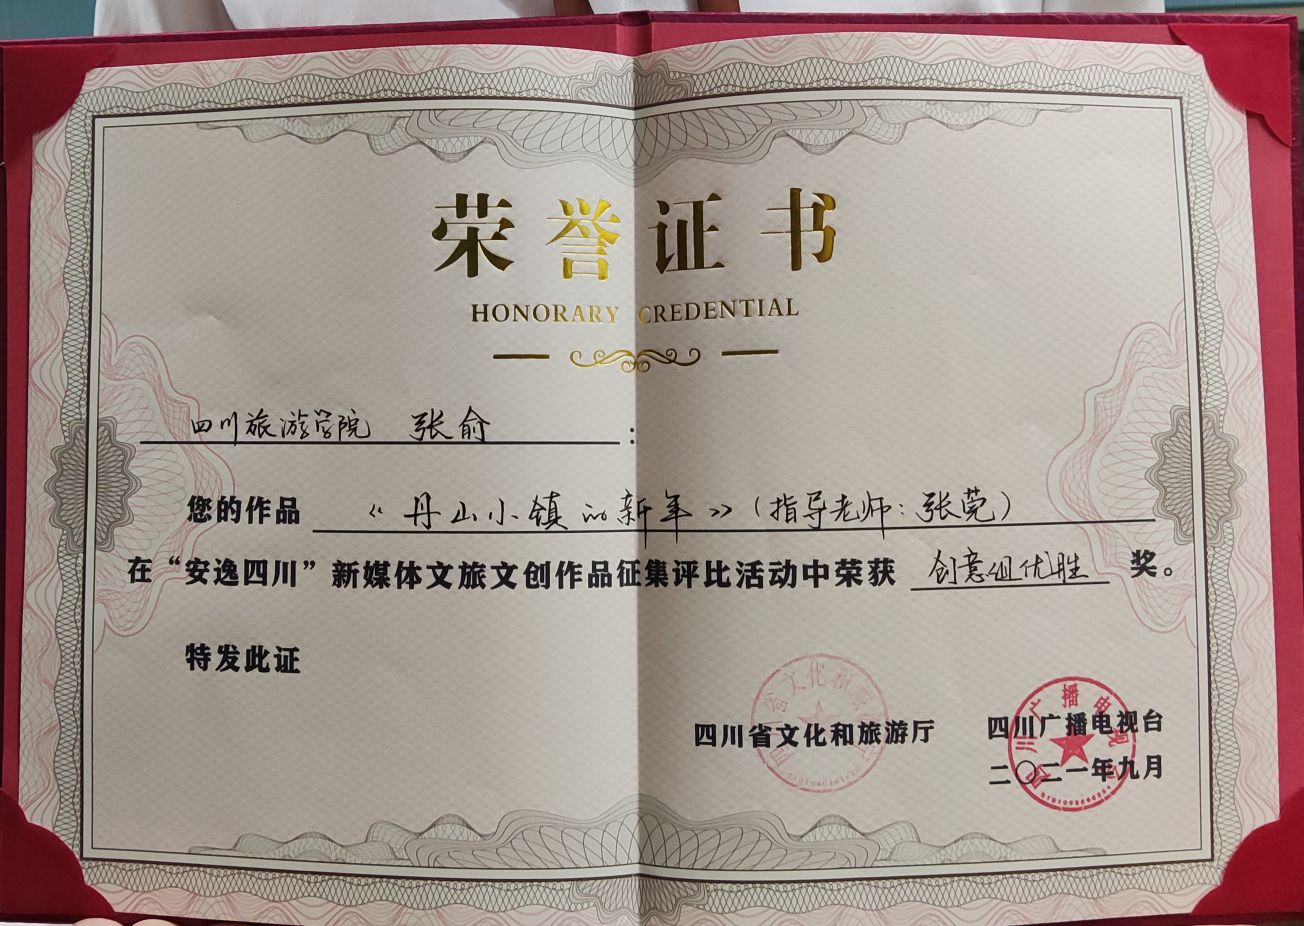 荣誉证书
HONORARY CREDENTIAL
四川旅游学院 张俞：
您的作品《丹山小镇的新年》（指导老师：张莞）
在“安逸四川”新媒体文旅文创作品征集评比活动中荣获 创意组优胜 奖。
特发此证
四川省文化和旅游厅 四川广播电视台
二〇二一年九月